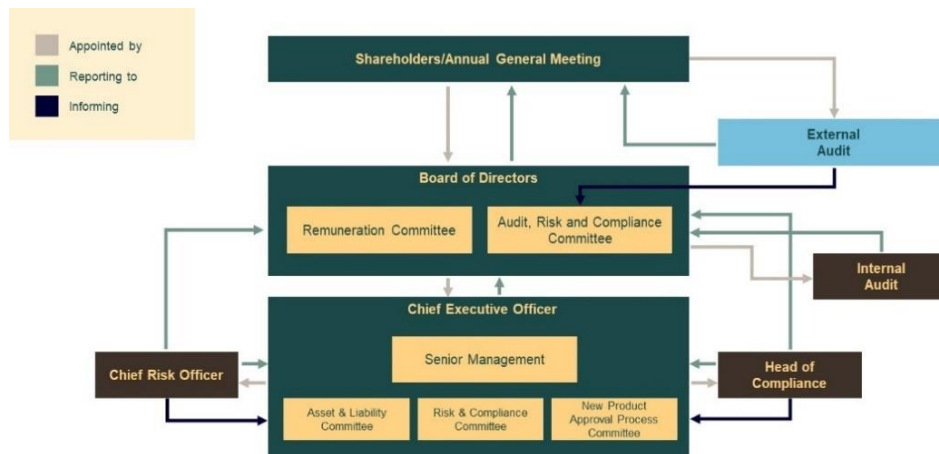 Appointed by
Reporting to
Informing
Shareholders/Annual General Meeting
External
Audit
Board of Directors
Remuneration Committee
Audit, Risk and Compliance
Committee
Internal
Audit
Chief Executive Officer
Senior Management
Chief Risk Officer
Head of
Compliance
Asset & Liability
Committee
Risk & Compliance
Committee
New Product
Approval Process
Committee